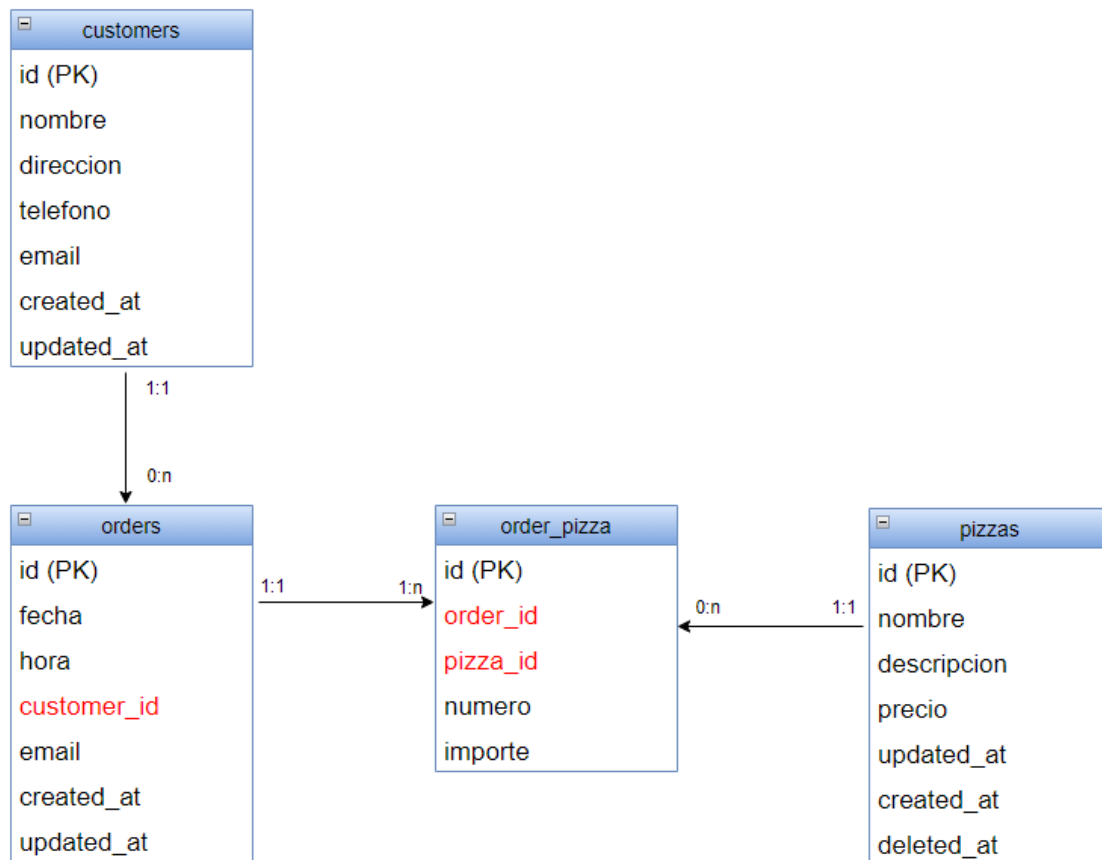 customers
id (PK)
nombre
direccion
telefono
email
created_at
updated_at
1:1
0:n
orders
id (PK)
fecha
hora
customer_id
email
created_at
updated_at
1:1
1:n
order_pizza
id (PK)
order_id
pizza_id
numero
importe
0:n
1:1
pizzas
id (PK)
nombre
descripcion
precio
updated_at
created_at
deleted_at